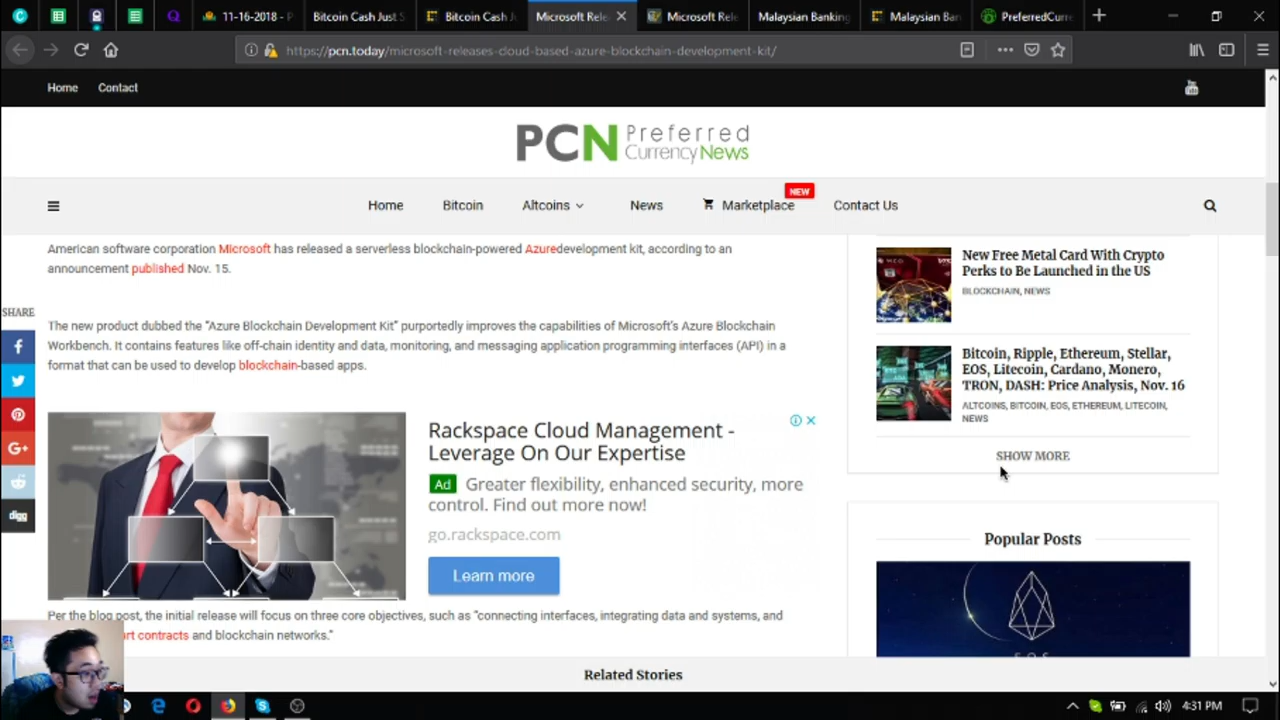 11-16-2018 - P
Bitcoin Cash Just S
Bitcoin Cash Ju
Microsoft Rele
Microsoft Rele
Malaysian Banking
Malaysian Ban
PreferredCurre
https://pcn.today/microsoft-releases-cloud-based-azure-blockchain-development-kit/
Home Contact
PCN Preferred
CurrencyNews
NEW
Home Bitcoin Altcoins News Marketplace Contact Us
American software corporation Microsoft has released a serverless blockchain-powered Azuredevelopment kit, according to an
announcement published Nov. 15.
SHARE
The new product dubbed the “Azure Blockchain Development Kit” purportedly improves the capabilities of Microsoft’s Azure Blockchain
Workbench. It contains features like off-chain identity and data, monitoring, and messaging application programming interfaces (API) in a
format that can be used to develop blockchain-based apps.
Rackspace Cloud Management -
Leverage On Our Expertise
Ad Greater flexibility, enhanced security, more
control. Find out more now!
go.rackspace.com
Learn more
Per the blog post, the initial release will focus on three core objectives, such as “connecting interfaces, integrating data and systems, and
art contracts and blockchain networks.”
New Free Metal Card With Crypto
Perks to Be Launched in the US
BLOCKCHAIN, NEWS
Bitcoin, Ripple, Ethereum, Stellar,
EOS, Litecoin, Cardano, Monero,
TRON, DASH: Price Analysis, Nov. 16
ALTCOINS, BITCOIN, EOS, ETHEREUM, LITECOIN,
NEWS
SHOW MORE
Popular Posts
EOS
digg
Related Stories
4:31 PM